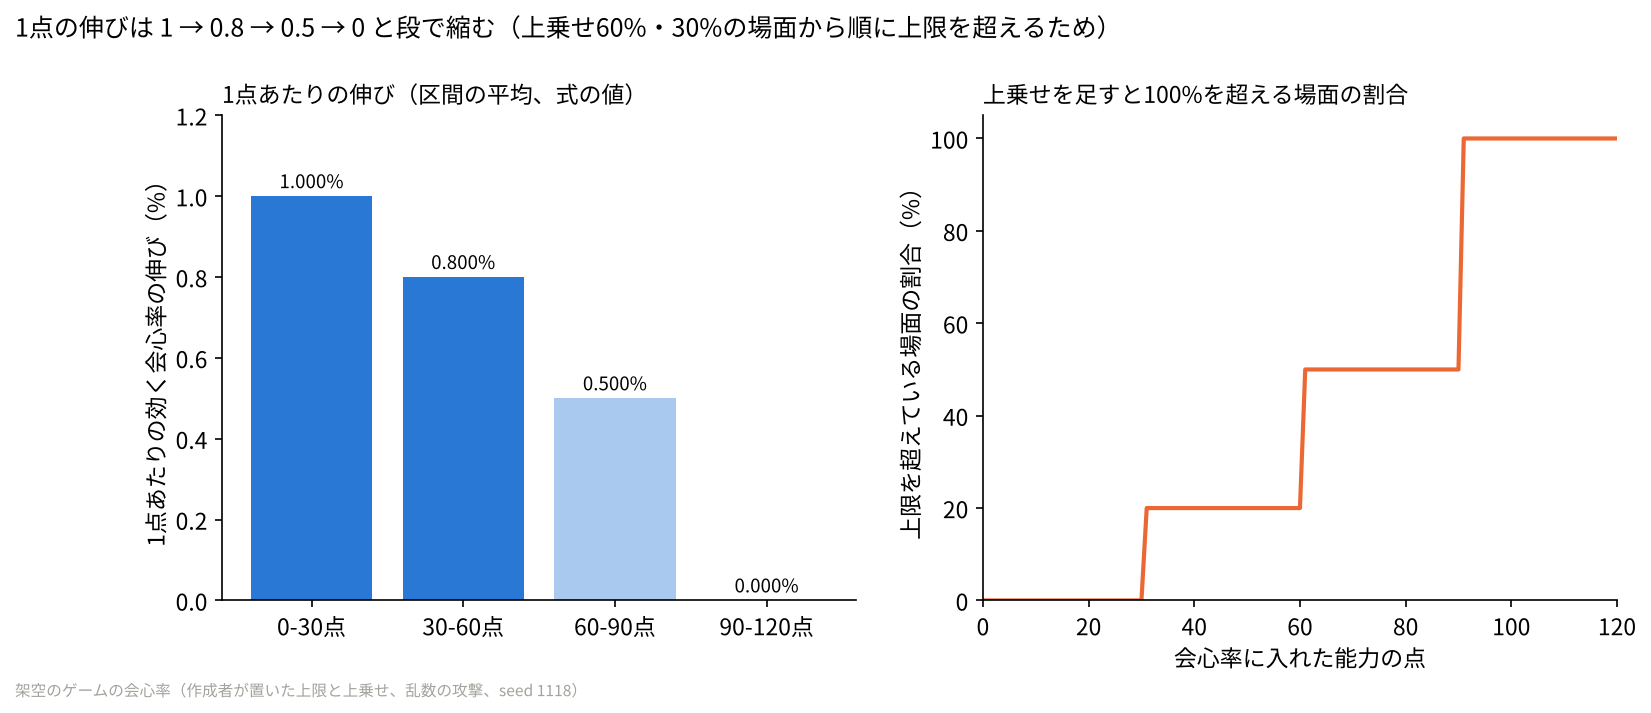 1点の伸びは 1 → 0.8 → 0.5 → 0 と段で縮む（上乗せ60%・30%の場面から順に上限を超えるため）
1点あたりの伸び（区間の平均、式の値）
1点あたりの効く会心率の伸び（%）
1.2
1.0
0.8
0.6
0.4
0.2
0.0
1.000%
0.800%
0.500%
0.000%
0-30点
30-60点
60-90点
90-120点
上乗せを足すと100%を超える場面の割合
上限を超えている場面の割合（%）
100
80
60
40
20
0
0
20
40
60
80
100
120
会心率に入れた能力の点
架空のゲームの会心率（作成者が置いた上限と上乗せ、乱数の攻撃、seed 1118）